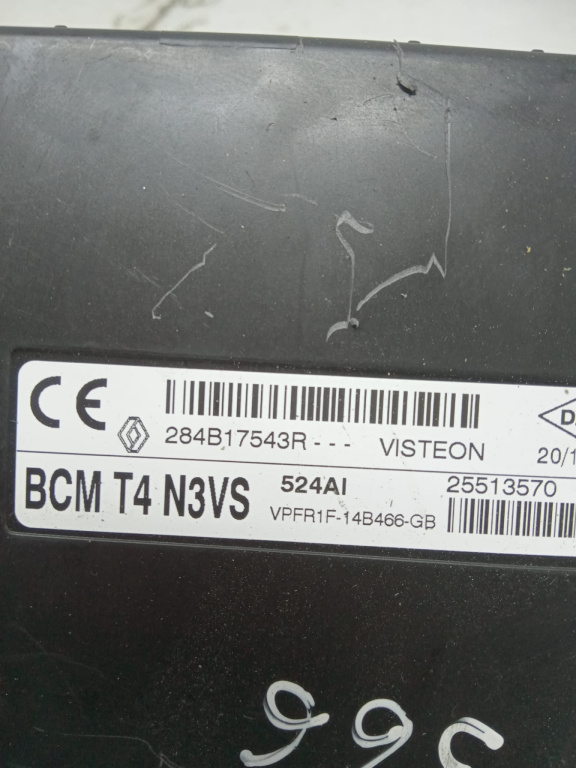 CE 284B17543R--- VISTEON 20/1
BCM T4 N3VS 524AI 25513570
VPFR1F-14B466-GB